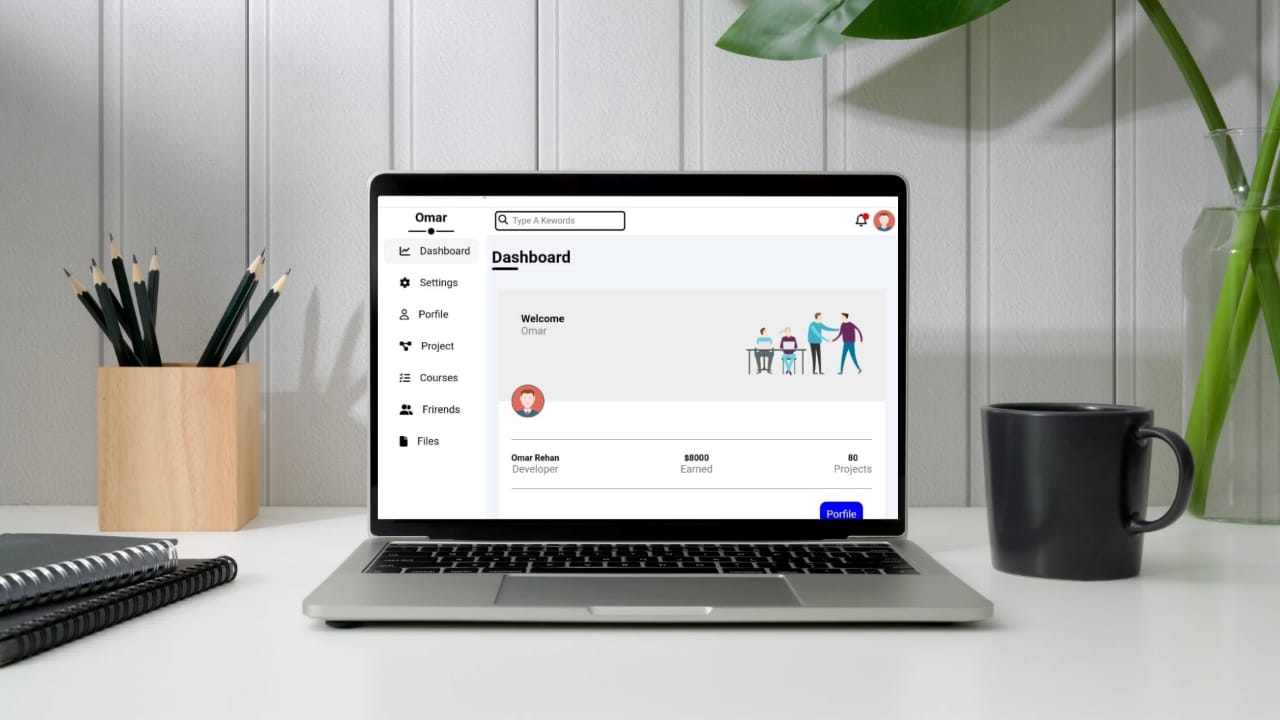 Omar
Type A Kewords
Dashboard
Settings
Porfile
Project
Courses
Frirends
Files
Dashboard
Welcome
Omar
Omar Rehan
Developer
$8000
Earned
80
Projects
Porfile